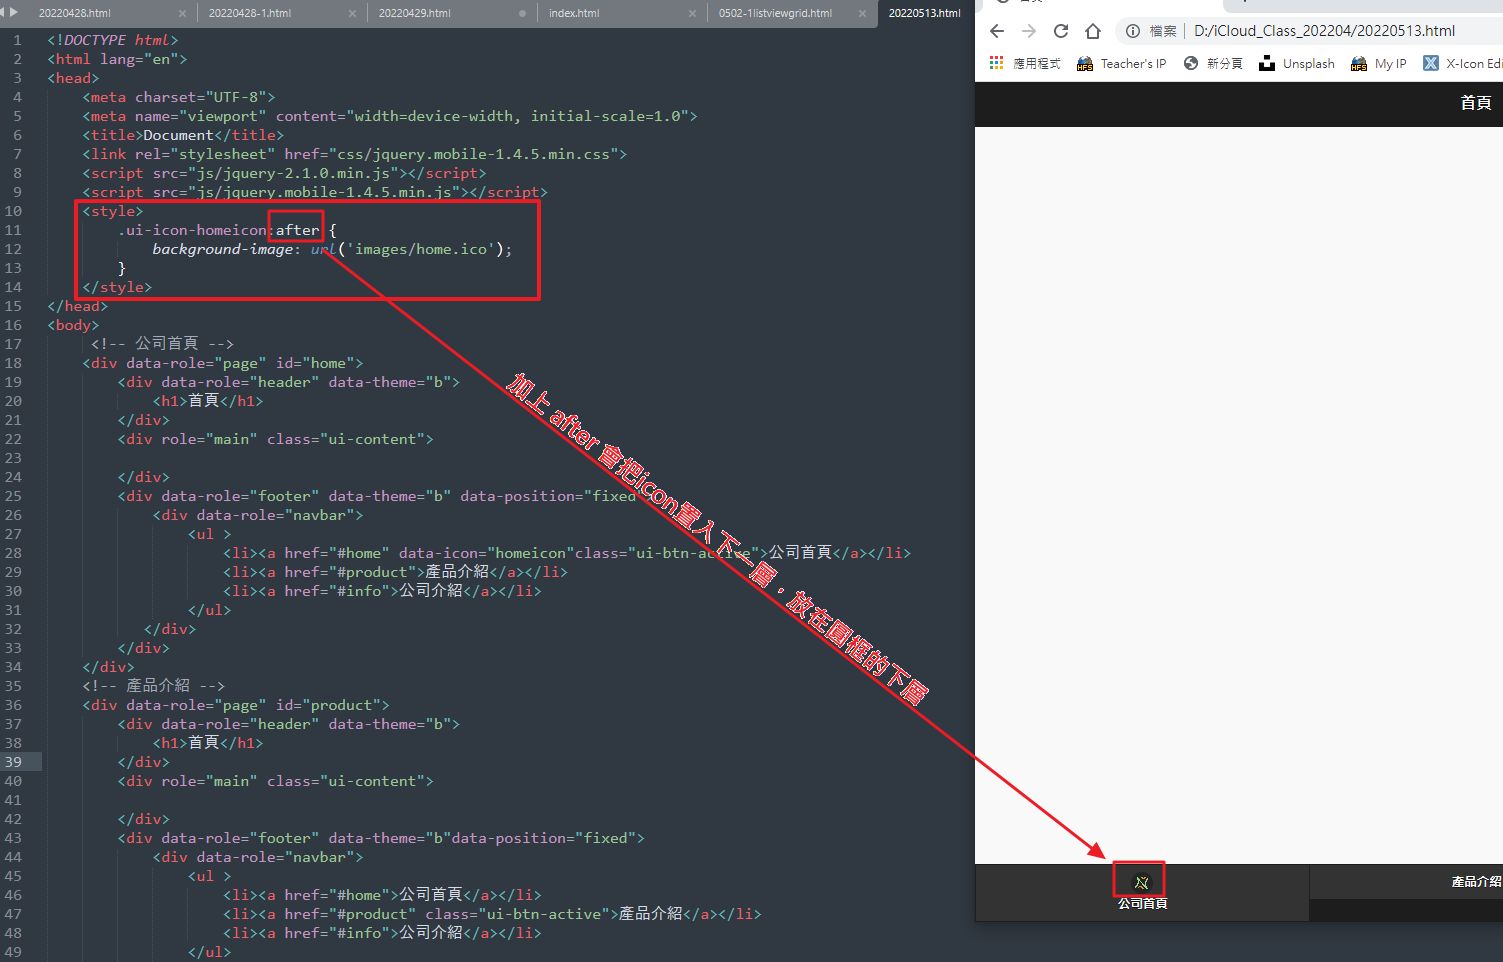 20220428.html
20220428-1.html
20220429.html
index.html
0502-1listviewgrid.html
20220513.html
1 <!DOCTYPE html>
2 <html lang="en">
3 <head>
4 <meta charset="UTF-8">
5 <meta name="viewport" content="width=device-width, initial-scale=1.0">
6 <title>Document</title>
7 <link rel="stylesheet" href="css/jquery.mobile-1.4.5.min.css">
8 <script src="js/jquery-2.1.0.min.js"></script>
9 <script src="js/jquery.mobile-1.4.5.min.js"></script>
10 <style>
11 .ui-icon-homeicon:after {
12 background-image: url('images/home.ico');
13 }
14 </style>
15 </head>
16 <body>
17 <!-- 公司首頁 -->
18 <div data-role="page" id="home">
19 <div data-role="header" data-theme="b">
20 <h1>首頁</h1>
21 </div>
22 <div role="main" class="ui-content">
23
24 </div>
25 <div data-role="footer" data-theme="b" data-position="fixed">
26 <div data-role="navbar">
27 <ul >
28 <li><a href="#home" data-icon="homeicon"class="ui-btn-active">公司首頁</a></li>
29 <li><a href="#product">產品介紹</a></li>
30 <li><a href="#info">公司介紹</a></li>
31 </ul>
32 </div>
33 </div>
34 </div>
35 <!-- 產品介紹 -->
36 <div data-role="page" id="product">
37 <div data-role="header" data-theme="b">
38 <h1>首頁</h1>
39 </div>
40 <div role="main" class="ui-content">
41
42 </div>
43 <div data-role="footer" data-theme="b"data-position="fixed">
44 <div data-role="navbar">
45 <ul >
46 <li><a href="#home">公司首頁</a></li>
47 <li><a href="#product" class="ui-btn-active">產品介紹</a></li>
48 <li><a href="#info">公司介紹</a></li>
49 </ul>
加上 after 會把icon置入下一層，放在圓框的下層
檔案 D:/iCloud_Class_202204/20220513.html
應用程式
Teacher's IP
新分頁
Unsplash
My IP
X-Icon Edi
首頁
公司首頁
產品介紹